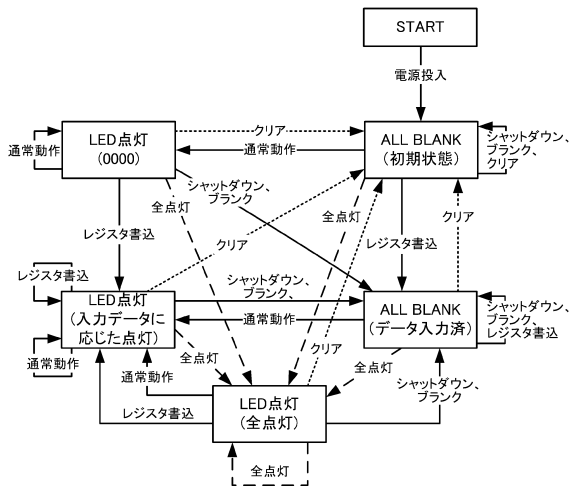 START
電源投入
LED点灯
(0000)
クリア
通常動作
通常動作
ALL BLANK
(初期状態)
シャットダウン、
ブランク、
クリア
シャットダウン、
ブランク
全点灯
全点灯
レジスタ書込
クリア
レジスタ書込
クリア
レジスタ書込
LED点灯
(入力データに
応じた点灯)
シャットダウン、
ブランク、
通常動作
ALL BLANK
(データ入力済)
シャットダウン、
ブランク、
レジスタ書込
通常動作
全点灯
クリア
全点灯
通常動作
シャットダウン、
ブランク
レジスタ書込
LED点灯
(全点灯)
全点灯